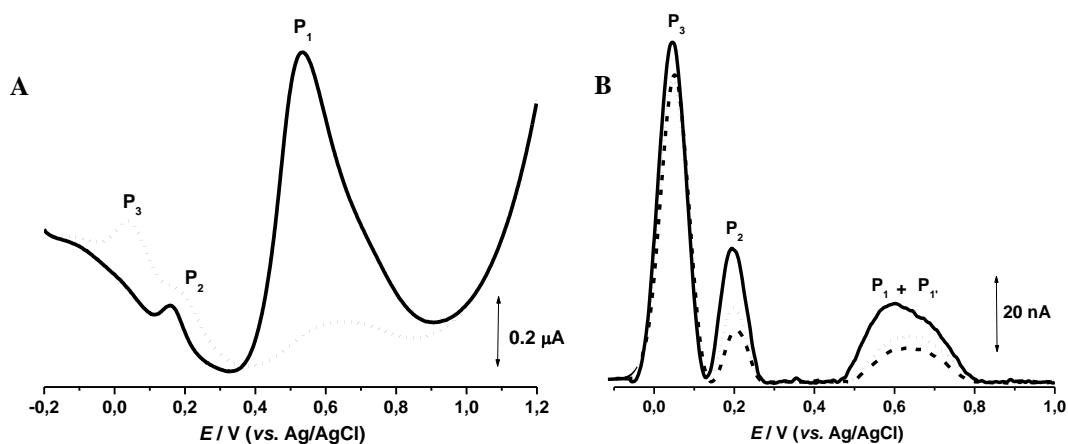 A
P₁
P₃
P₂
0.2 µA
-0,2 0,0 0,2 0,4 0,6 0,8 1,0 1,2
E / V (vs. Ag/AgCl)
B
P₃
P₂
P₁ + P₁'
20 nA
0,0 0,2 0,4 0,6 0,8 1,0
E / V (vs. Ag/AgCl)